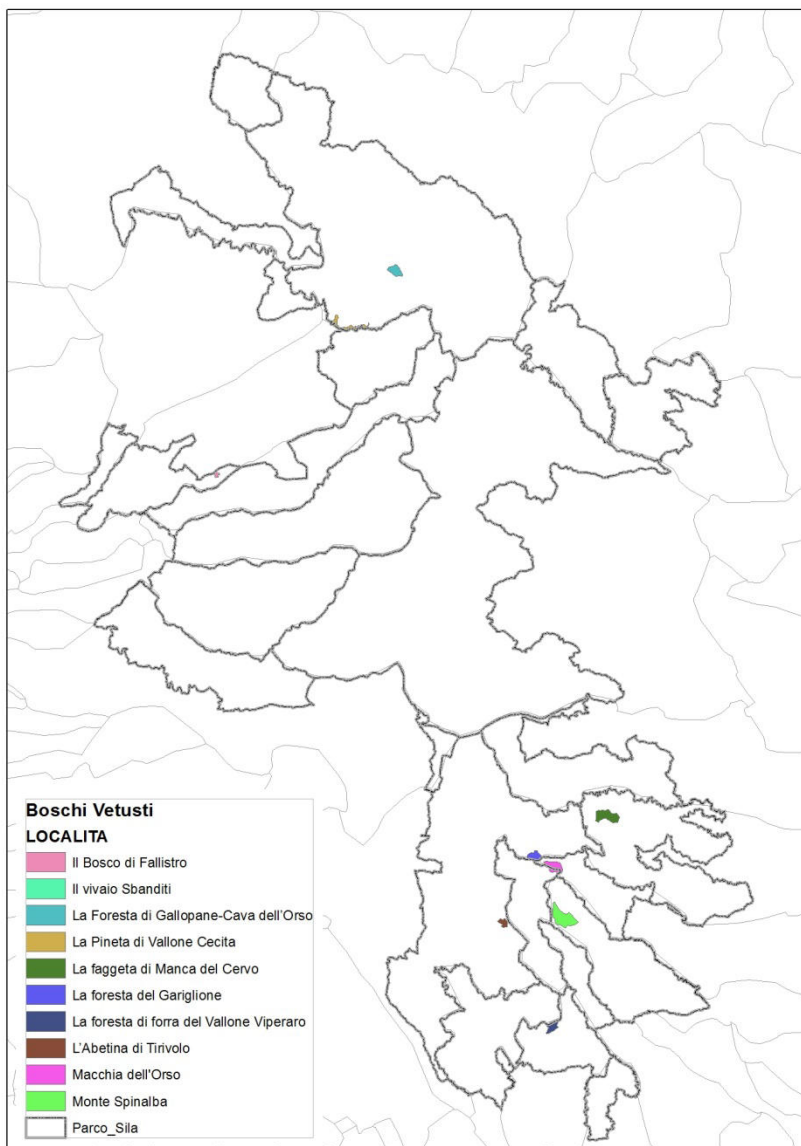 Boschi Vetusti
LOCALITA
Il Bosco di Fallistro
Il vivaio Sbanditi
La Foresta di Gallopane-Cava dell'Orso
La Pineta di Vallone Cecita
La faggeta di Manca del Cervo
La foresta del Gariglione
La foresta di forra del Vallone Viperaro
L'Abetina di Tirivolo
Macchia dell'Orso
Monte Spinalba
Parco_Sila